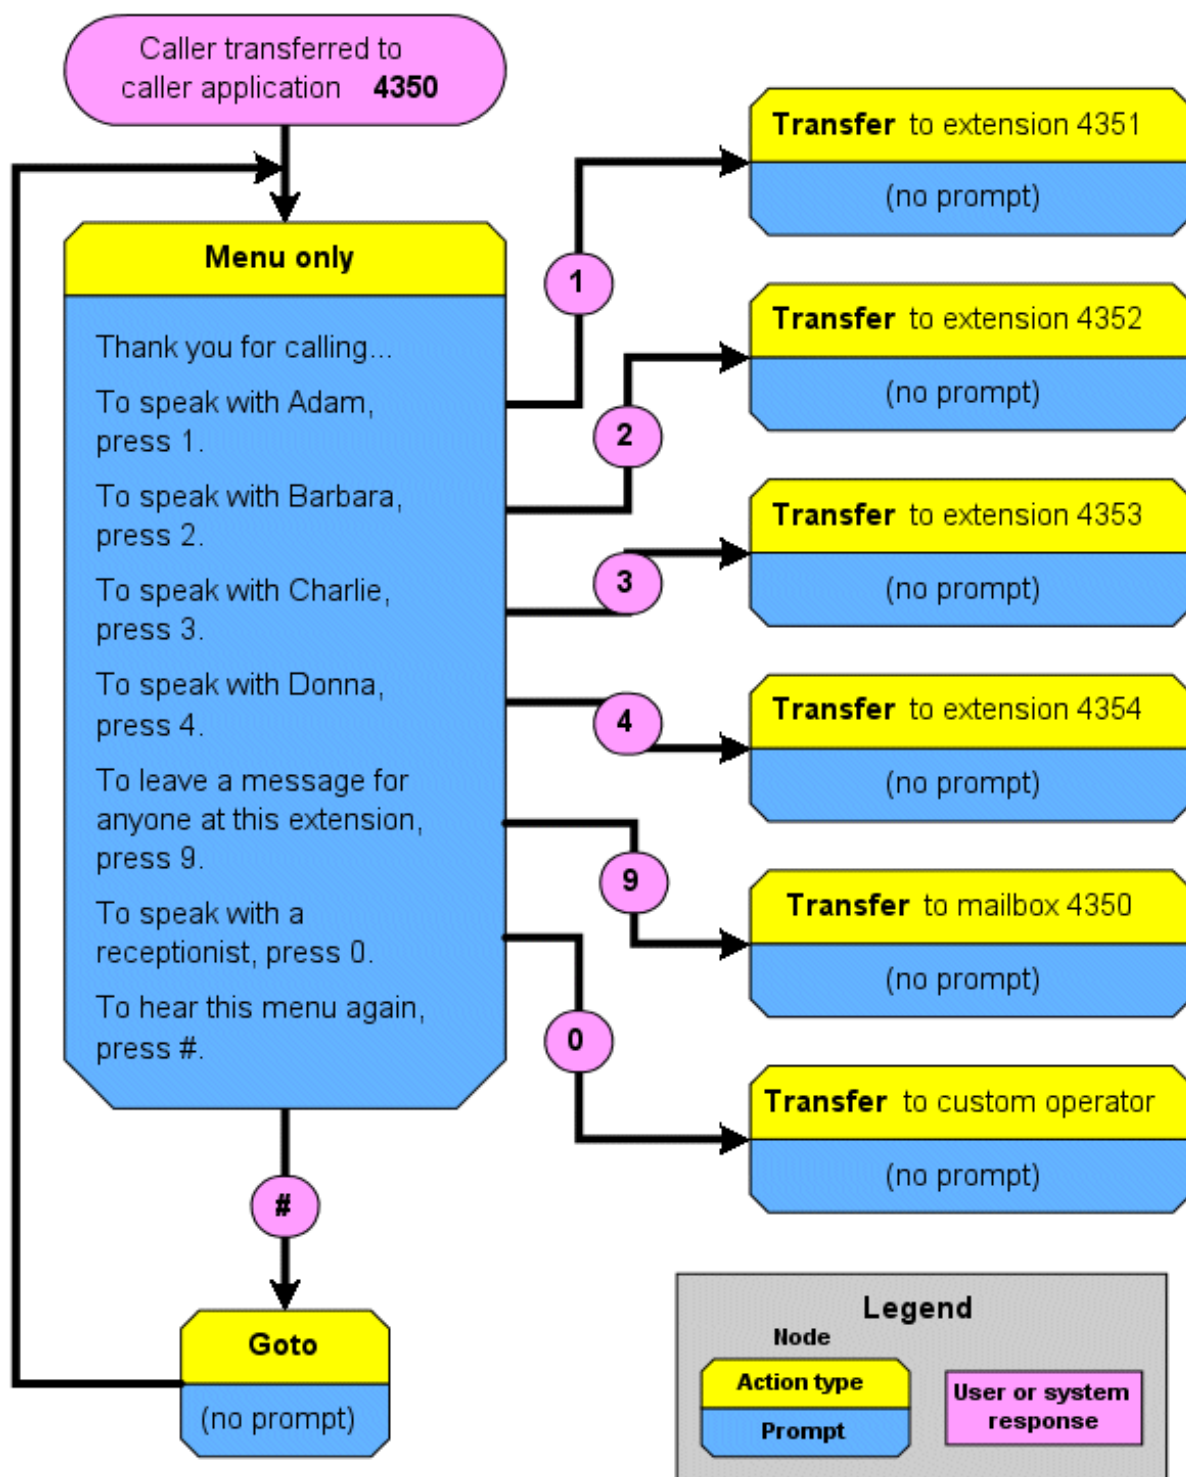 Caller transferred to
caller application 4350
Menu only
Thank you for calling...
To speak with Adam,
press 1.
To speak with Barbara,
press 2.
To speak with Charlie,
press 3.
To speak with Donna,
press 4.
To leave a message for
anyone at this extension,
press 9.
To speak with a
receptionist, press 0.
To hear this menu again,
press #.
1
Transfer to extension 4351
(no prompt)
2
Transfer to extension 4352
(no prompt)
3
Transfer to extension 4353
(no prompt)
4
Transfer to extension 4354
(no prompt)
9
Transfer to mailbox 4350
(no prompt)
0
Transfer to custom operator
(no prompt)
#
Goto
(no prompt)
Legend
Node
Action type
Prompt
User or system
response